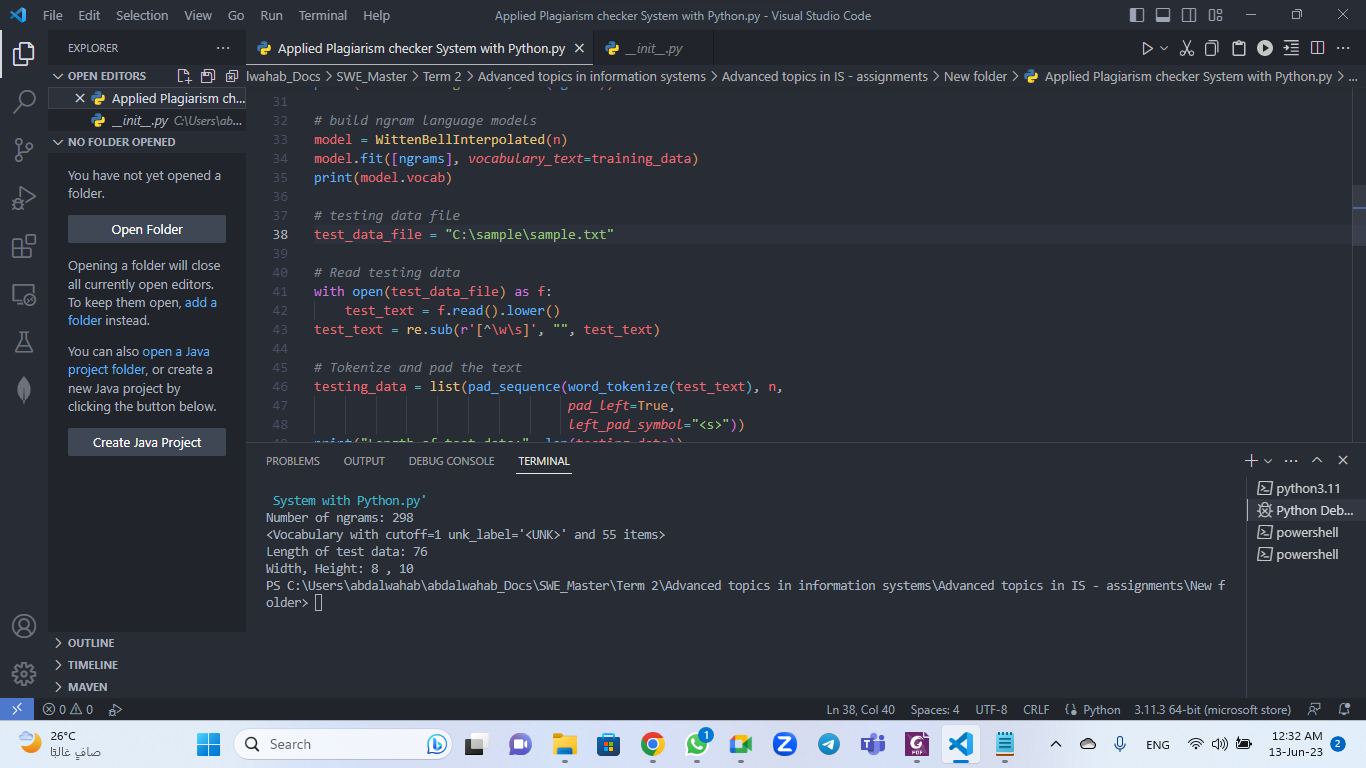 File Edit Selection View Go Run Terminal Help Applied Plagiarism checker System with Python.py - Visual Studio Code
EXPLORER
OPEN EDITORS
Applied Plagiarism ch...
__init__.py C:\Users\ab...
NO FOLDER OPENED
You have not yet opened a
folder.
Open Folder
Opening a folder will close
all currently open editors.
To keep them open, add a
folder instead.
You can also open a Java
project folder, or create a
new Java project by
clicking the button below.
Create Java Project
OUTLINE
TIMELINE
MAVEN
Applied Plagiarism checker System with Python.py __init__.py
lwahab_Docs > SWE_Master > Term 2 > Advanced topics in information systems > Advanced topics in IS - assignments > New folder > Applied Plagiarism checker System with Python.py > ...
31
32 # build ngram language models
33 model = WittenBellInterpolated(n)
34 model.fit([ngrams], vocabulary_text=training_data)
35 print(model.vocab)
36
37 # testing data file
38 test_data_file = "C:\sample\sample.txt"
39
40 # Read testing data
41 with open(test_data_file) as f:
42 test_text = f.read().lower()
43 test_text = re.sub(r'[^\w\s]', "", test_text)
44
45 # Tokenize and pad the text
46 testing_data = list(pad_sequence(word_tokenize(test_text), n,
47 pad_left=True,
48 left_pad_symbol="<s>"))
49 print("Length of test data:", len(testing_data))
PROBLEMS OUTPUT DEBUG CONSOLE TERMINAL
System with Python.py'
Number of ngrams: 298
<Vocabulary with cutoff=1 unk_label='<UNK>' and 55 items>
Length of test data: 76
Width, Height: 8 , 10
PS C:\Users\abdalwahab\abdalwahab_Docs\SWE_Master\Term 2\Advanced topics in information systems\Advanced topics in IS - assignments\New f
older>
python3.11
Python Deb...
powershell
powershell
0 0 Ln 38, Col 40 Spaces: 4 UTF-8 CRLF Python 3.11.3 64-bit (microsoft store)
26°C
صافٍ غالبًا
Search
1
ENG
12:32 AM
13-Jun-23
2